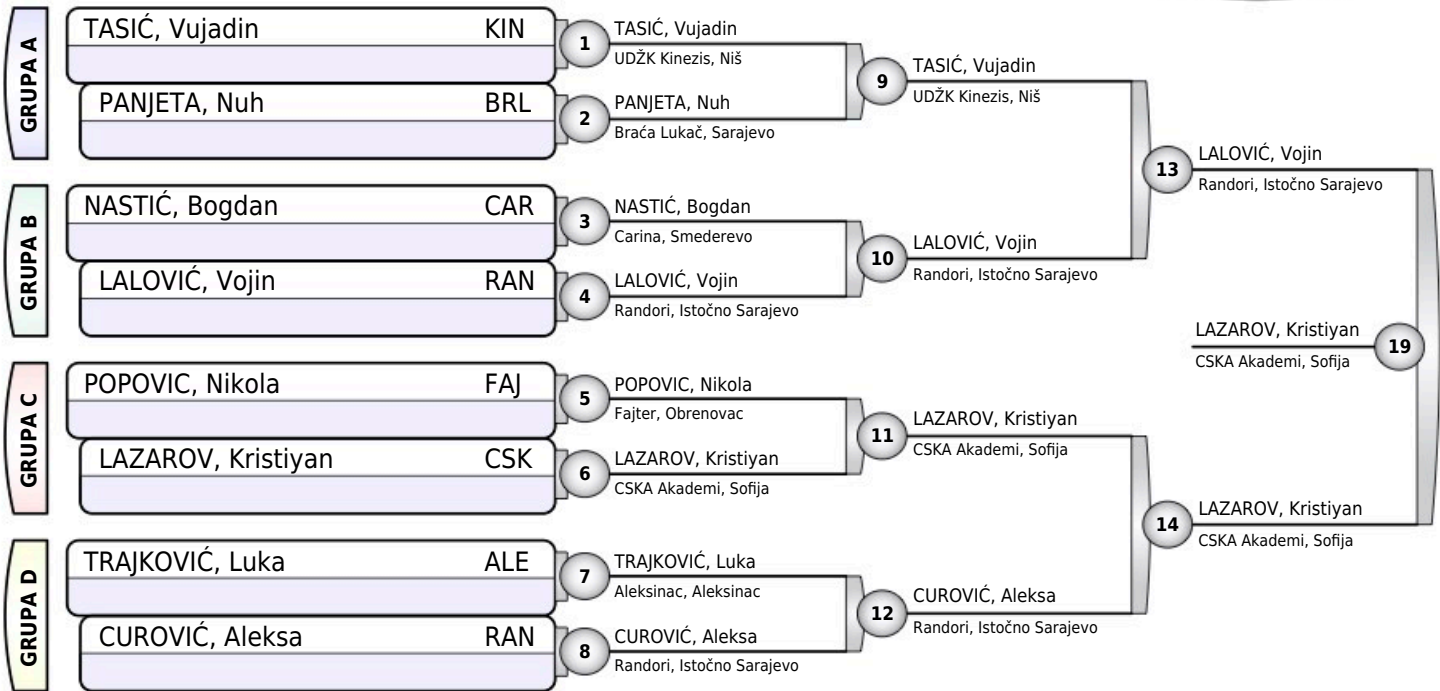 GRUPA A
TASIĆ, Vujadin KIN
PANJETA, Nuh BRL
GRUPA B
NASTIĆ, Bogdan CAR
LALOVIĆ, Vojin RAN
GRUPA C
POPOVIC, Nikola FAJ
LAZAROV, Kristiyan CSK
GRUPA D
TRAJKOVIĆ, Luka ALE
CUROVIĆ, Aleksa RAN
1
TASIĆ, Vujadin
UDŽK Kinezis, Niš
2
PANJETA, Nuh
Braća Lukač, Sarajevo
3
NASTIĆ, Bogdan
Carina, Smederevo
4
LALOVIĆ, Vojin
Randori, Istočno Sarajevo
5
POPOVIC, Nikola
Fajter, Obrenovac
6
LAZAROV, Kristiyan
CSKA Akademi, Sofija
7
TRAJKOVIĆ, Luka
Aleksinac, Aleksinac
8
CUROVIĆ, Aleksa
Randori, Istočno Sarajevo
9
TASIĆ, Vujadin
UDŽK Kinezis, Niš
10
LALOVIĆ, Vojin
Randori, Istočno Sarajevo
11
LAZAROV, Kristiyan
CSKA Akademi, Sofija
12
CUROVIĆ, Aleksa
Randori, Istočno Sarajevo
13
LALOVIĆ, Vojin
Randori, Istočno Sarajevo
14
LAZAROV, Kristiyan
CSKA Akademi, Sofija
LAZAROV, Kristiyan
CSKA Akademi, Sofija
19